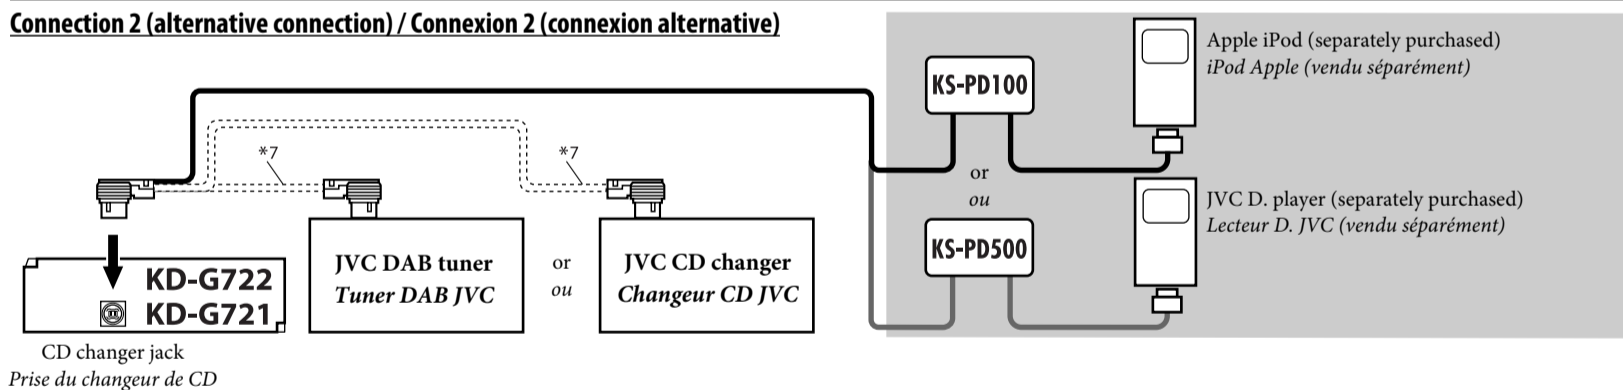 Connection 2 (alternative connection) / Connexion 2 (connexion alternative)
KS-PD100
Apple iPod (separately purchased)
iPod Apple (vendu séparément)
*7
*7
or
ou
JVC D. player (separately purchased)
Lecteur D. JVC (vendu séparément)
KS-PD500
KD-G722
KD-G721
JVC DAB tuner
Tuner DAB JVC
or
ou
JVC CD changer
Changeur CD JVC
CD changer jack
Prise du changeur de CD